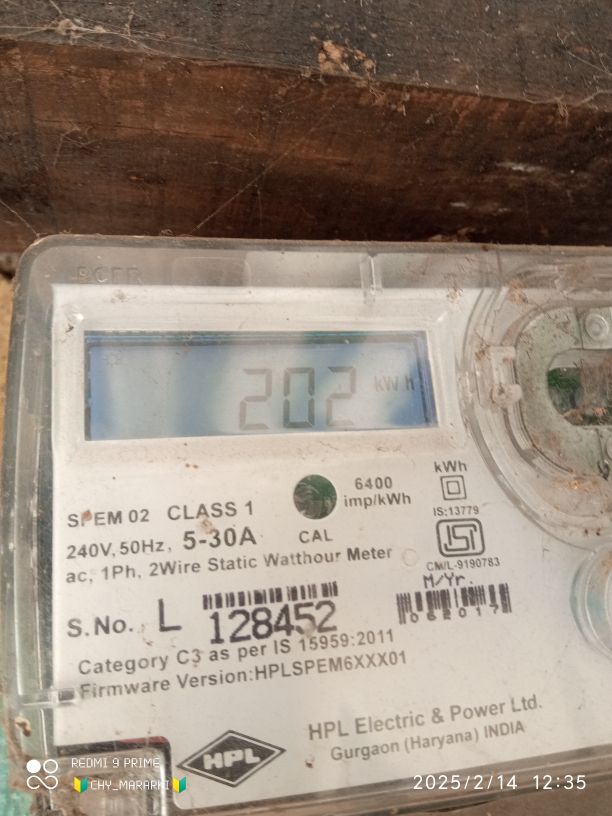 202 kWh
kWh
6400
imp/kWh
SPEM 02 CLASS 1
CAL
IS:13779
240V, 50Hz, 5-30A
ac, 1Ph, 2Wire Static Watthour Meter
ISI
CM/L-9190783
M/Yr.
062017
S.No. L 128452
Category C3 as per IS 15959:2011
Firmware Version:HPLSPEM6XXX01
HPL
HPL Electric & Power Ltd.
Gurgaon (Haryana) INDIA
REDMI 9 PRIME
🔰CHY_MARARKI🔰
2025/2/14 12:35